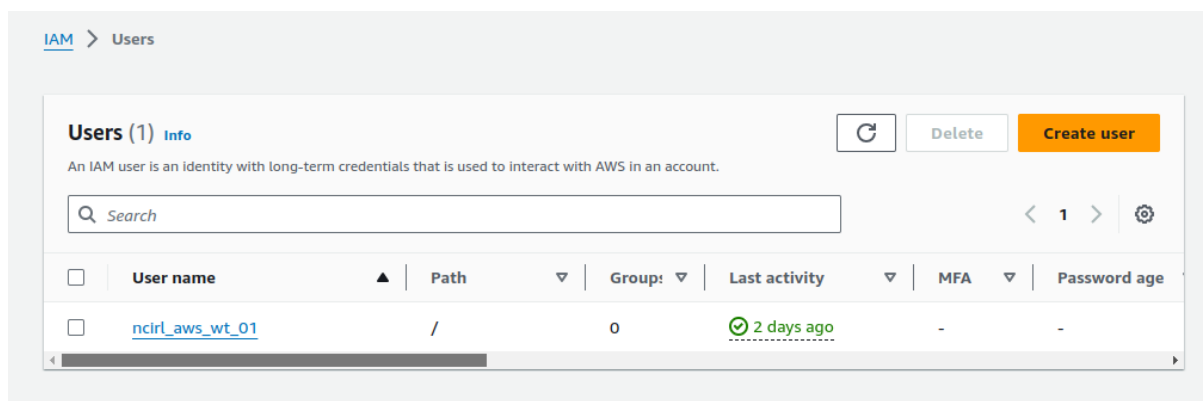 IAM > Users
Users (1) Info
Delete
Create user
An IAM user is an identity with long-term credentials that is used to interact with AWS in an account.
Search
< 1 >
User name Path Groups Last activity MFA Password age
ncirl_aws_wt_01 / 0 2 days ago - -